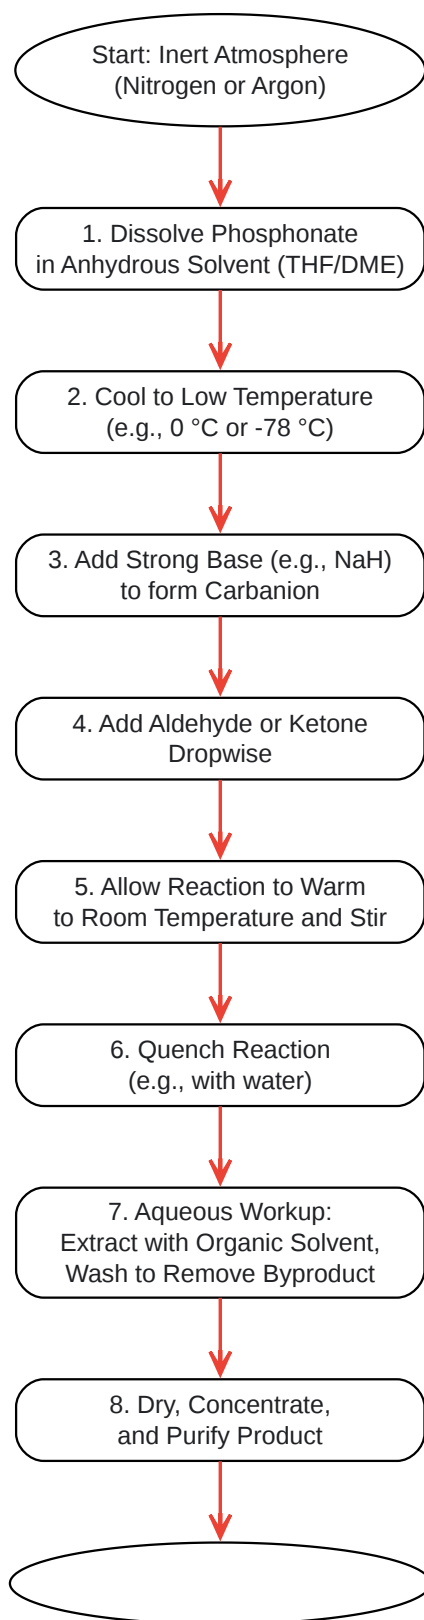 Start: Inert Atmosphere
(Nitrogen or Argon)
1. Dissolve Phosphonate
in Anhydrous Solvent (THF/DME)
2. Cool to Low Temperature
(e.g., 0 °C or -78 °C)
3. Add Strong Base (e.g., NaH)
to form Carbanion
4. Add Aldehyde or Ketone
Dropwise
5. Allow Reaction to Warm
to Room Temperature and Stir
6. Quench Reaction
(e.g., with water)
7. Aqueous Workup:
Extract with Organic Solvent,
Wash to Remove Byproduct
8. Dry, Concentrate,
and Purify Product